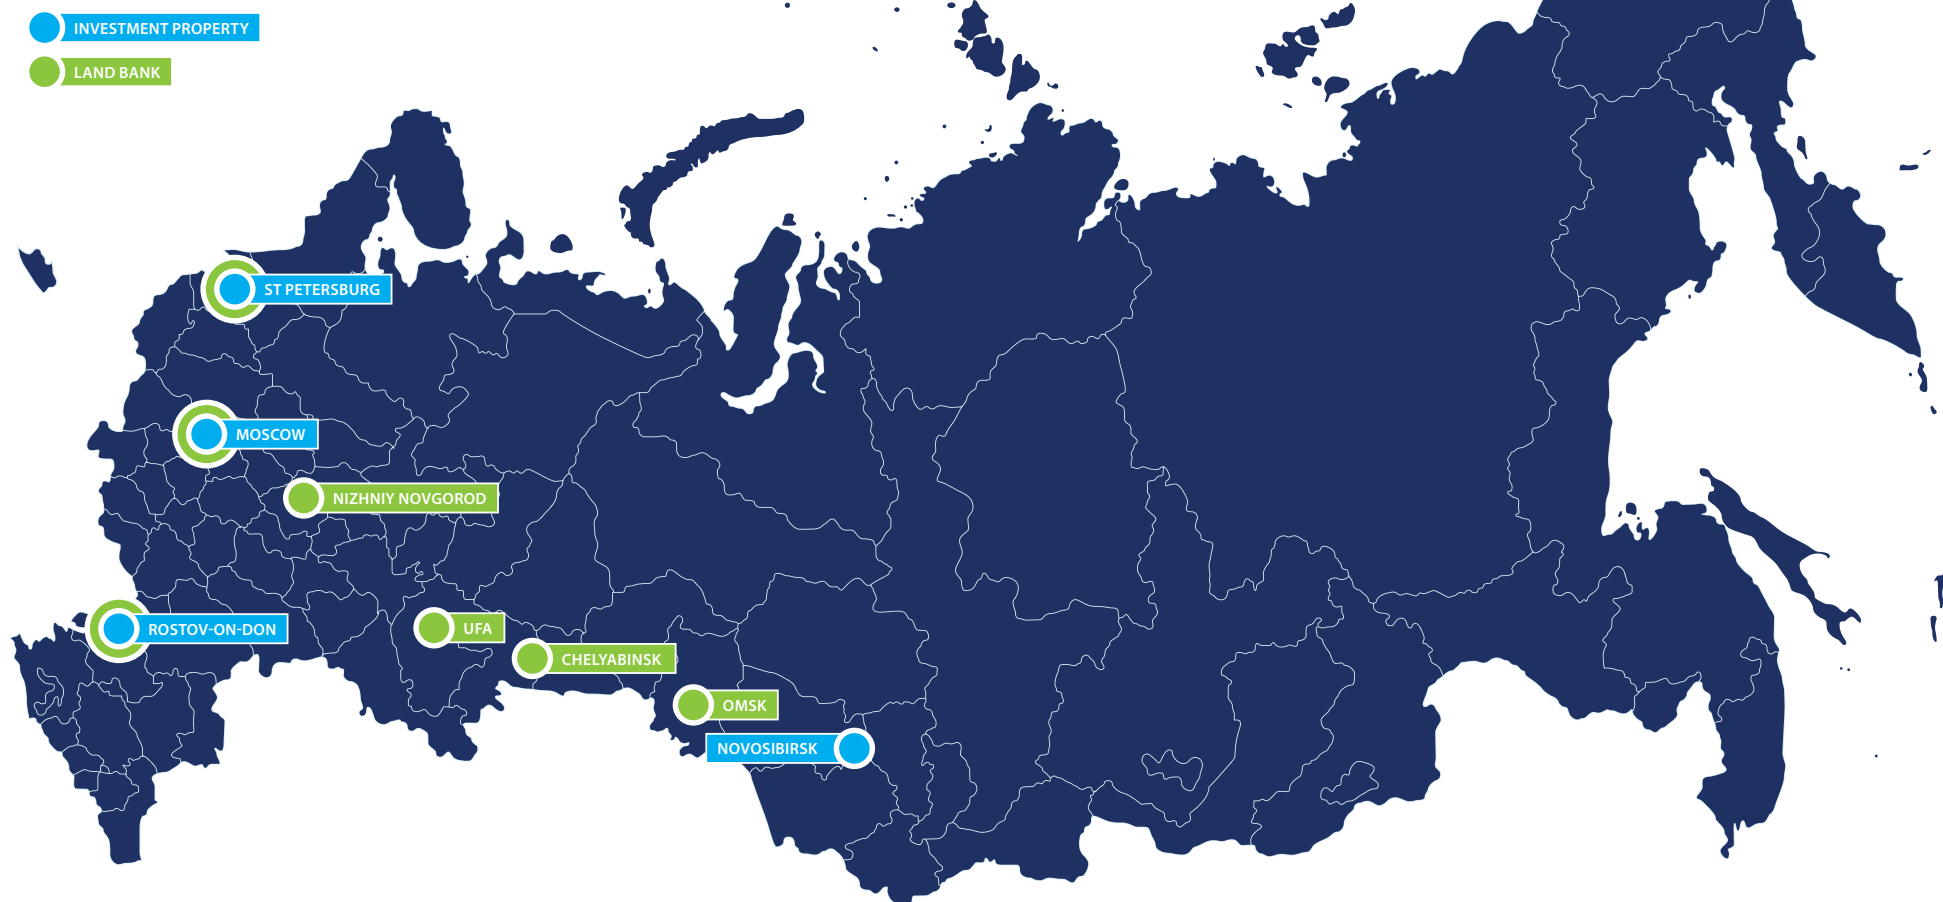 INVESTMENT PROPERTY
LAND BANK
ST PETERSBURG
MOSCOW
NIZHNIY NOVGOROD
ROSTOV-ON-DON
UFA
CHELYABINSK
OMSK
NOVOSIBIRSK